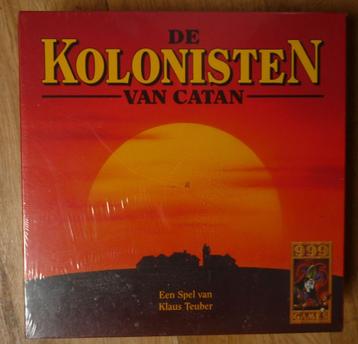 DE
KOLONISTEN
VAN CATAN
Een Spel van
Klaus Teuber
999
GAMES